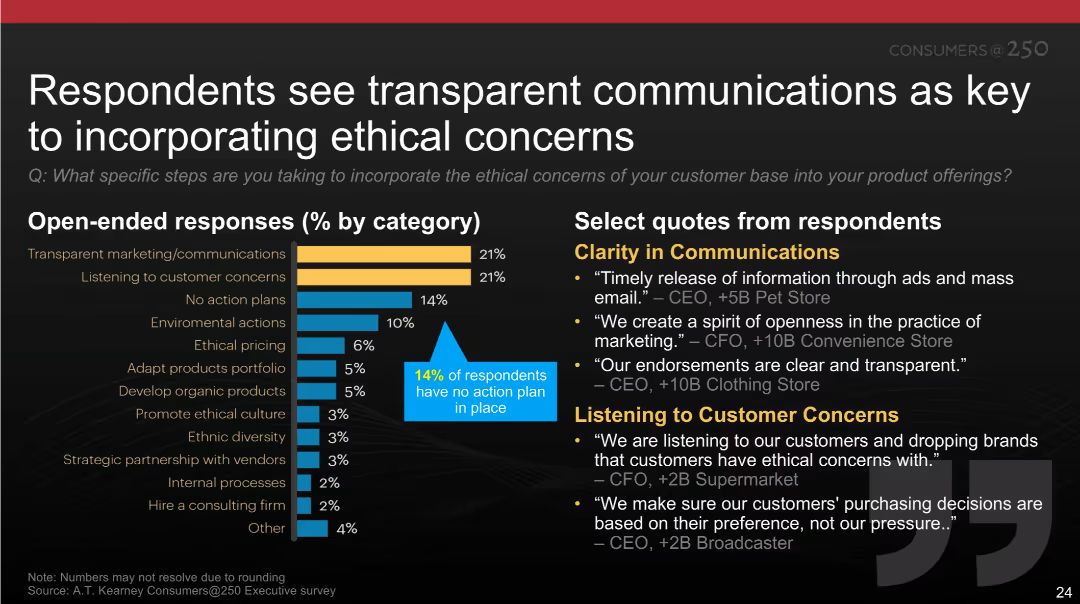 CONSUMERS@250
Respondents see transparent communications as key
to incorporating ethical concerns
Q: What specific steps are you taking to incorporate the ethical concerns of your customer base into your product offerings?
Open-ended responses (% by category)
Transparent marketing/communications 21%
Listening to customer concerns 21%
No action plans 14%
Enviromental actions 10%
Ethical pricing 6%
Adapt products portfolio 5%
Develop organic products 5%
Promote ethical culture 3%
Ethnic diversity 3%
Strategic partnership with vendors 3%
Internal processes 2%
Hire a consulting firm 2%
Other 4%
14% of respondents
have no action plan
in place
Select quotes from respondents
Clarity in Communications
• “Timely release of information through ads and mass
email.” – CEO, +5B Pet Store
• “We create a spirit of openness in the practice of
marketing.” – CFO, +10B Convenience Store
• “Our endorsements are clear and transparent.”
– CEO, +10B Clothing Store
Listening to Customer Concerns
• “We are listening to our customers and dropping brands
that customers have ethical concerns with.”
– CFO, +2B Supermarket
• “We make sure our customers' purchasing decisions are
based on their preference, not our pressure..”
– CEO, +2B Broadcaster
Note: Numbers may not resolve due to rounding
Source: A.T. Kearney Consumers@250 Executive survey
24